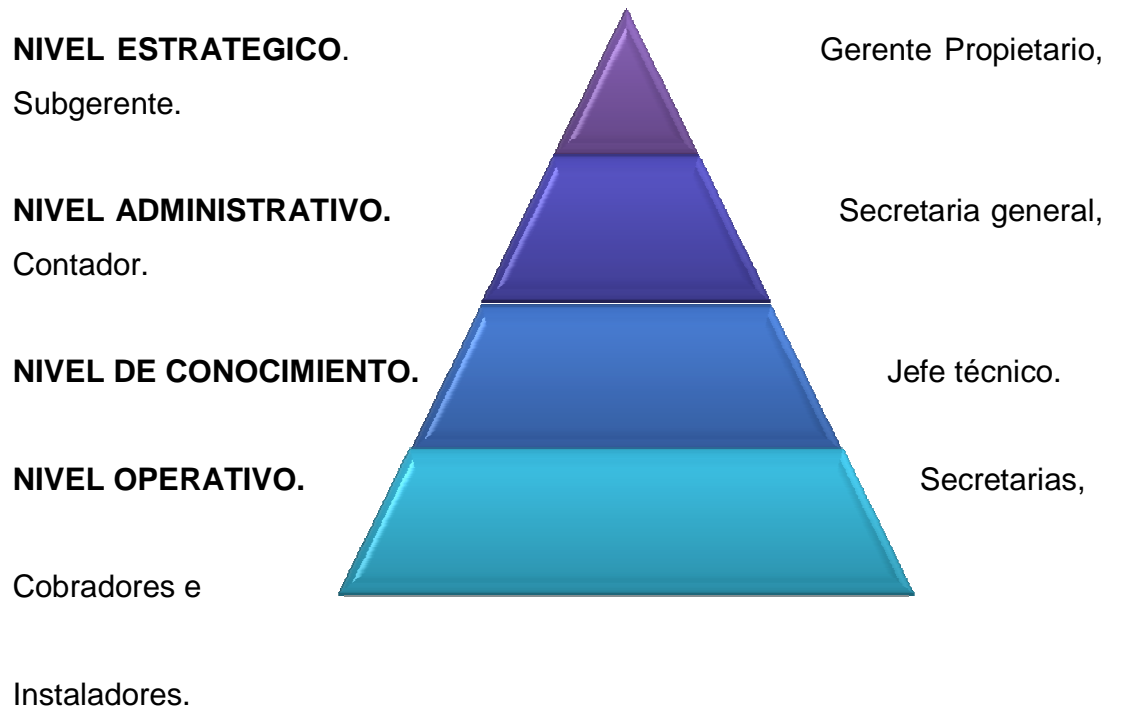 NIVEL ESTRATEGICO. Gerente Propietario,
Subgerente.
NIVEL ADMINISTRATIVO. Secretaria general,
Contador.
NIVEL DE CONOCIMIENTO. Jefe técnico.
NIVEL OPERATIVO. Secretarias,
Cobradores e
Instaladores.